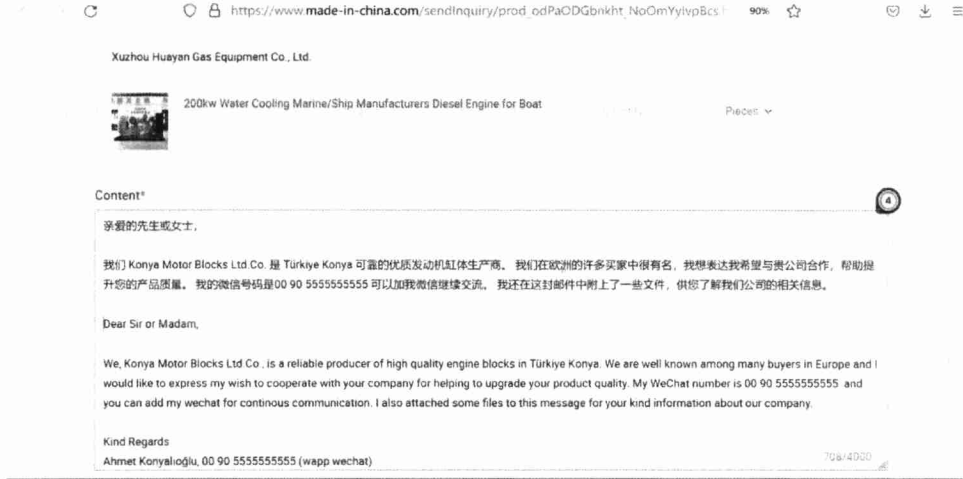 https://www.made-in-china.com/sendInquiry/prod_odPaODGbnkht_NoOmYylvpBcs.
90%
Xuzhou Huayan Gas Equipment Co., Ltd.
200kw Water Cooling Marine/Ship Manufacturers Diesel Engine for Boat
Pieces
Content*
4
亲爱的先生或女士,
我们 Konya Motor Blocks Ltd.Co. 是 Türkiye Konya 可靠的优质发动机缸体生产商。 我们在欧洲的许多买家中很有名，我想表达我希望与贵公司合作，帮助提
升您的产品质量。 我的微信号码是00 90 5555555555 可以加我微信继续交流。 我还在这封邮件中附上了一些文件，供您了解我们公司的相关信息。
Dear Sir or Madam,
We, Konya Motor Blocks Ltd Co., is a reliable producer of high quality engine blocks in Türkiye Konya. We are well known among many buyers in Europe and I
would like to express my wish to cooperate with your company for helping to upgrade your product quality. My WeChat number is 00 90 5555555555 and
you can add my wechat for continous communication. I also attached some files to this message for your kind information about our company.
Kind Regards
Ahmet Konyalıoğlu, 00 90 5555555555 (wapp wechat)
708/4000